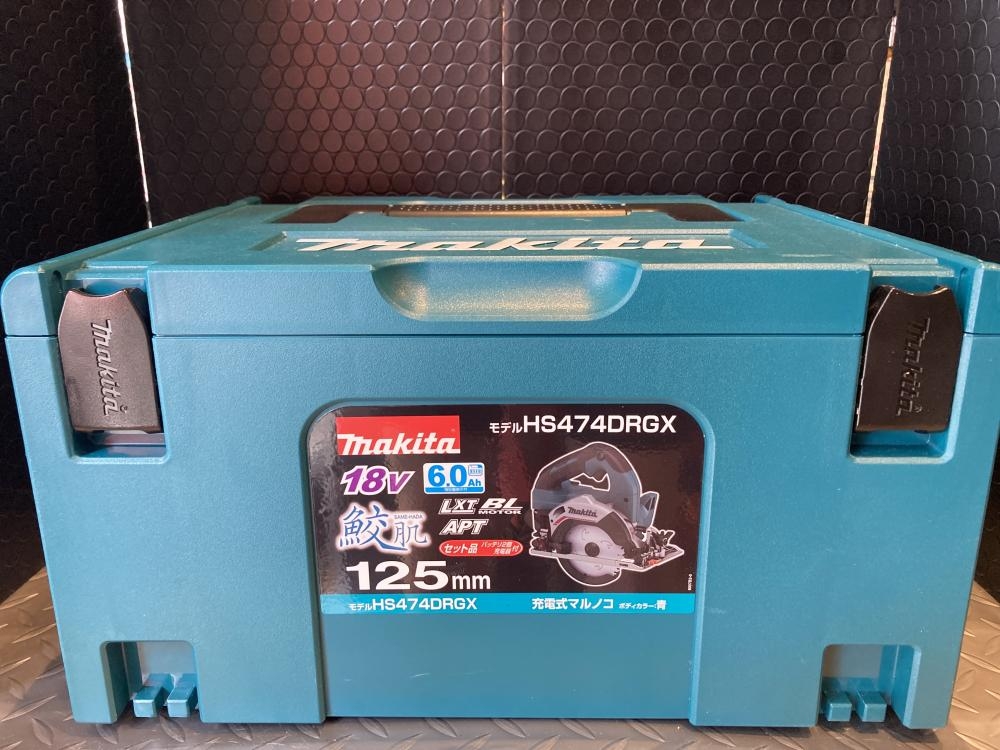 makita
makita
makita
makita
モデルHS474DRGX
18V
6.0Ah
鮫肌
SAME-HADA
LXT BL MOTOR
APT
セット品 バッテリ2個 充電器付
makita
125mm
モデルHS474DRGX
充電式マルノコ ボディカラー:青